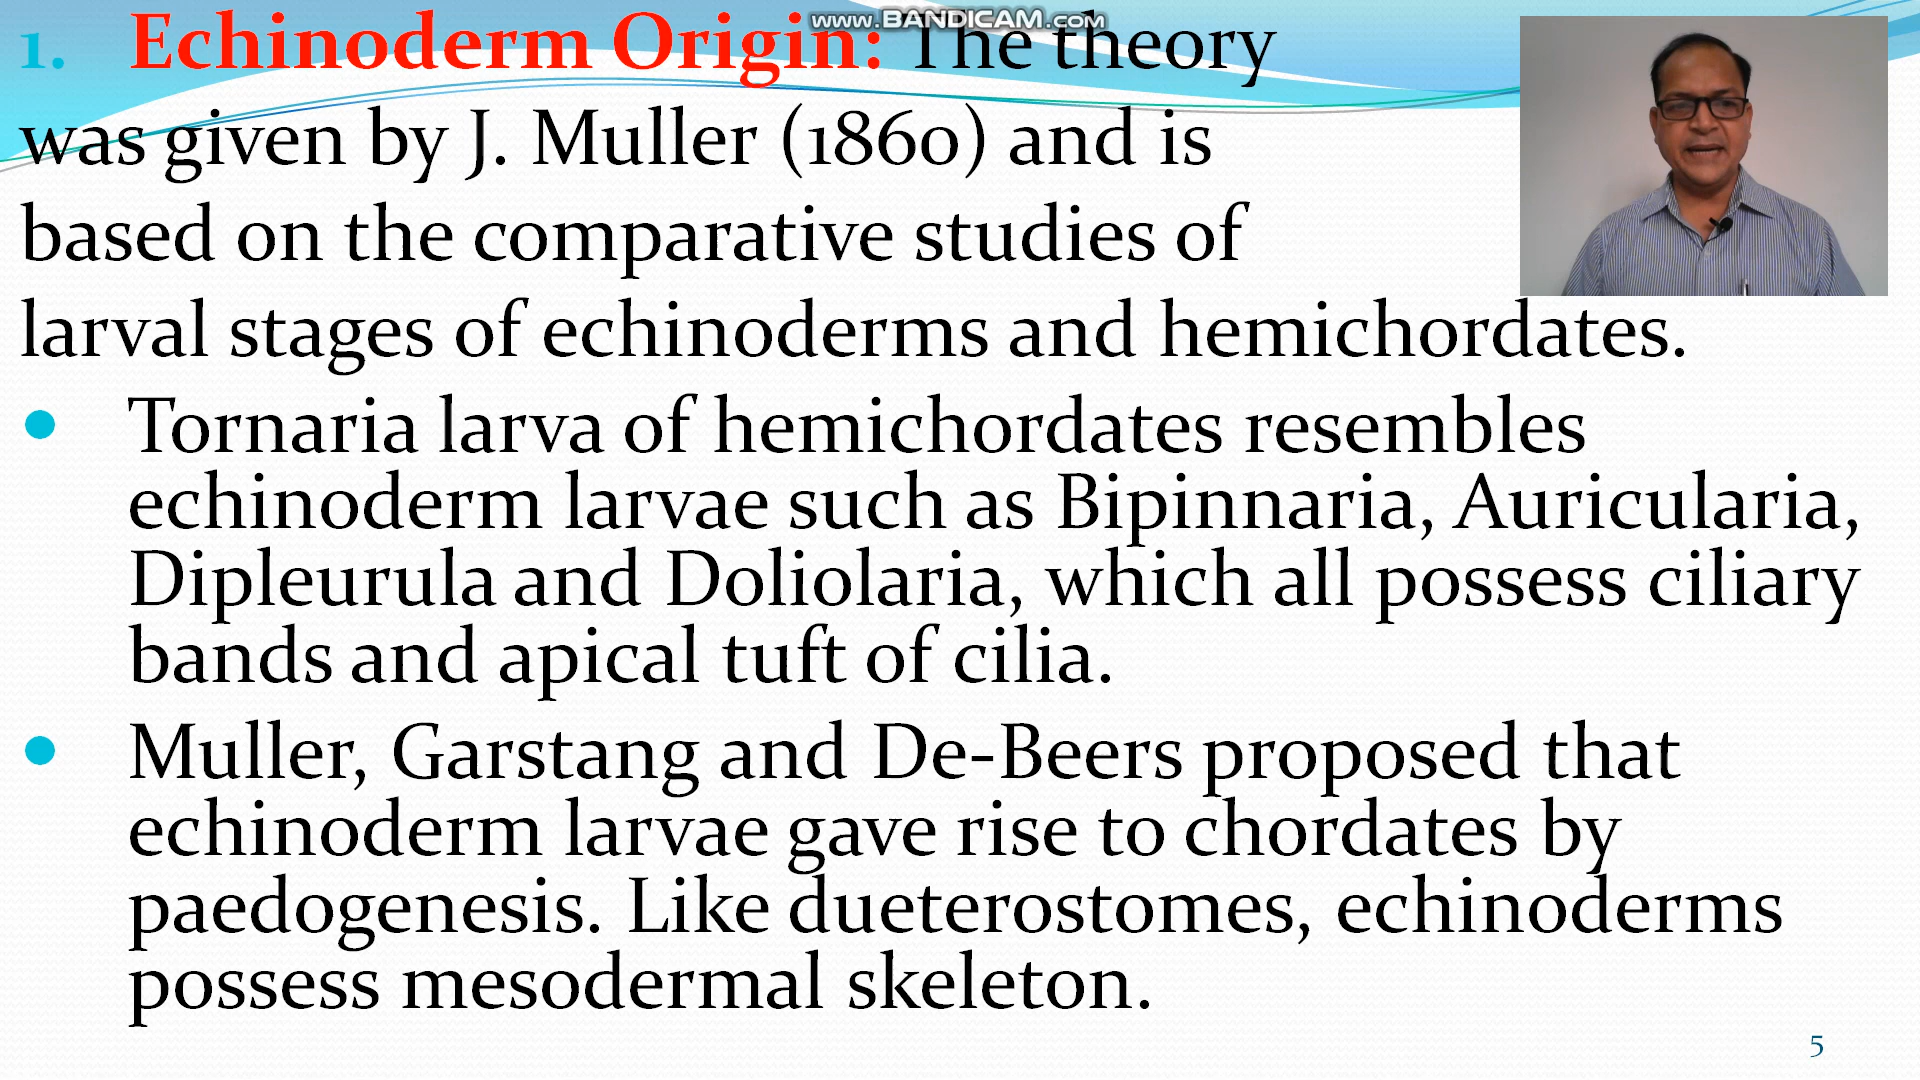 www.BANDICAM.com
1. Echinoderm Origin: The theory
was given by J. Muller (1860) and is
based on the comparative studies of
larval stages of echinoderms and hemichordates.
• Tornaria larva of hemichordates resembles
echinoderm larvae such as Bipinnaria, Auricularia,
Dipleurula and Doliolaria, which all possess ciliary
bands and apical tuft of cilia.
• Muller, Garstang and De-Beers proposed that
echinoderm larvae gave rise to chordates by
paedogenesis. Like dueterostomes, echinoderms
possess mesodermal skeleton.
5